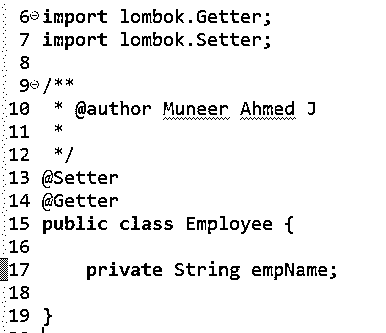 6 import lombok.Getter;
7 import lombok.Setter;
8
9 /**
10 * @author Muneer Ahmed J
11 *
12 */
13 @Setter
14 @Getter
15 public class Employee {
16
17 private String empName;
18
19 }